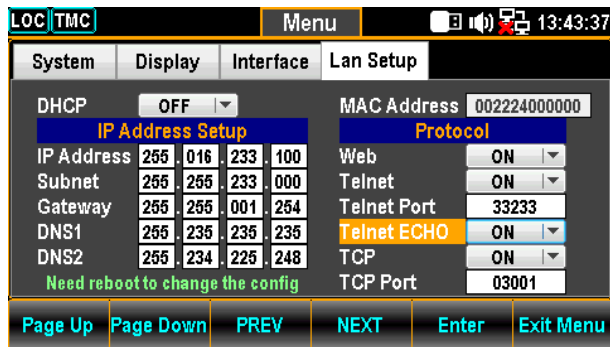 LOC TMC Menu 13:43:37
System Display Interface Lan Setup
DHCP OFF MAC Address 002224000000
IP Address Setup Protocol
IP Address 255 . 016 . 233 . 100 Web ON
Subnet 255 . 255 . 233 . 000 Telnet ON
Gateway 255 . 255 . 001 . 254 Telnet Port 33233
DNS1 255 . 235 . 235 . 235 Telnet ECHO ON
DNS2 255 . 234 . 225 . 248 TCP ON
Need reboot to change the config TCP Port 03001
Page Up Page Down PREV NEXT Enter Exit Menu